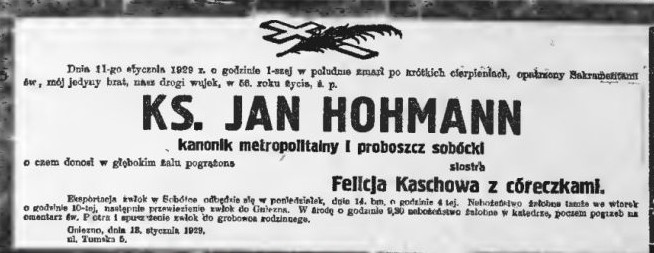 Dnia 11-go stycznia 1929 r. o godzinie 1-szej w południe zmarł po krótkich cierpieniach, opatrzony Sakramentami
św., mój jedyny brat, nasz drogi wujek, w 56. roku życia, ś. p.
KS. JAN HOHMANN
kanonik metropolitalny i proboszcz sobócki
o czem donosi w głębokim żalu pogrążona siostra
Felicja Kaschowa z córeczkami.
Eksportacja zwłok w Sobótce odbędzie się w poniedziałek, dnia 14. bm. o godzinie 4 tej. Nabożeństwo żałobne tamże we wtorek
o godzinie 10-tej, następnie przewiezienie zwłok do Gniezna. W środę o godzinie 9,30 nabożeństwo żałobne w katedrze, poczem pogrzeb na
cmentarz św. Piotra i spuszczenie zwłok do grobowca rodzinnego.
Gniezno, dnia 12. stycznia 1929.
ul. Tumska 5.